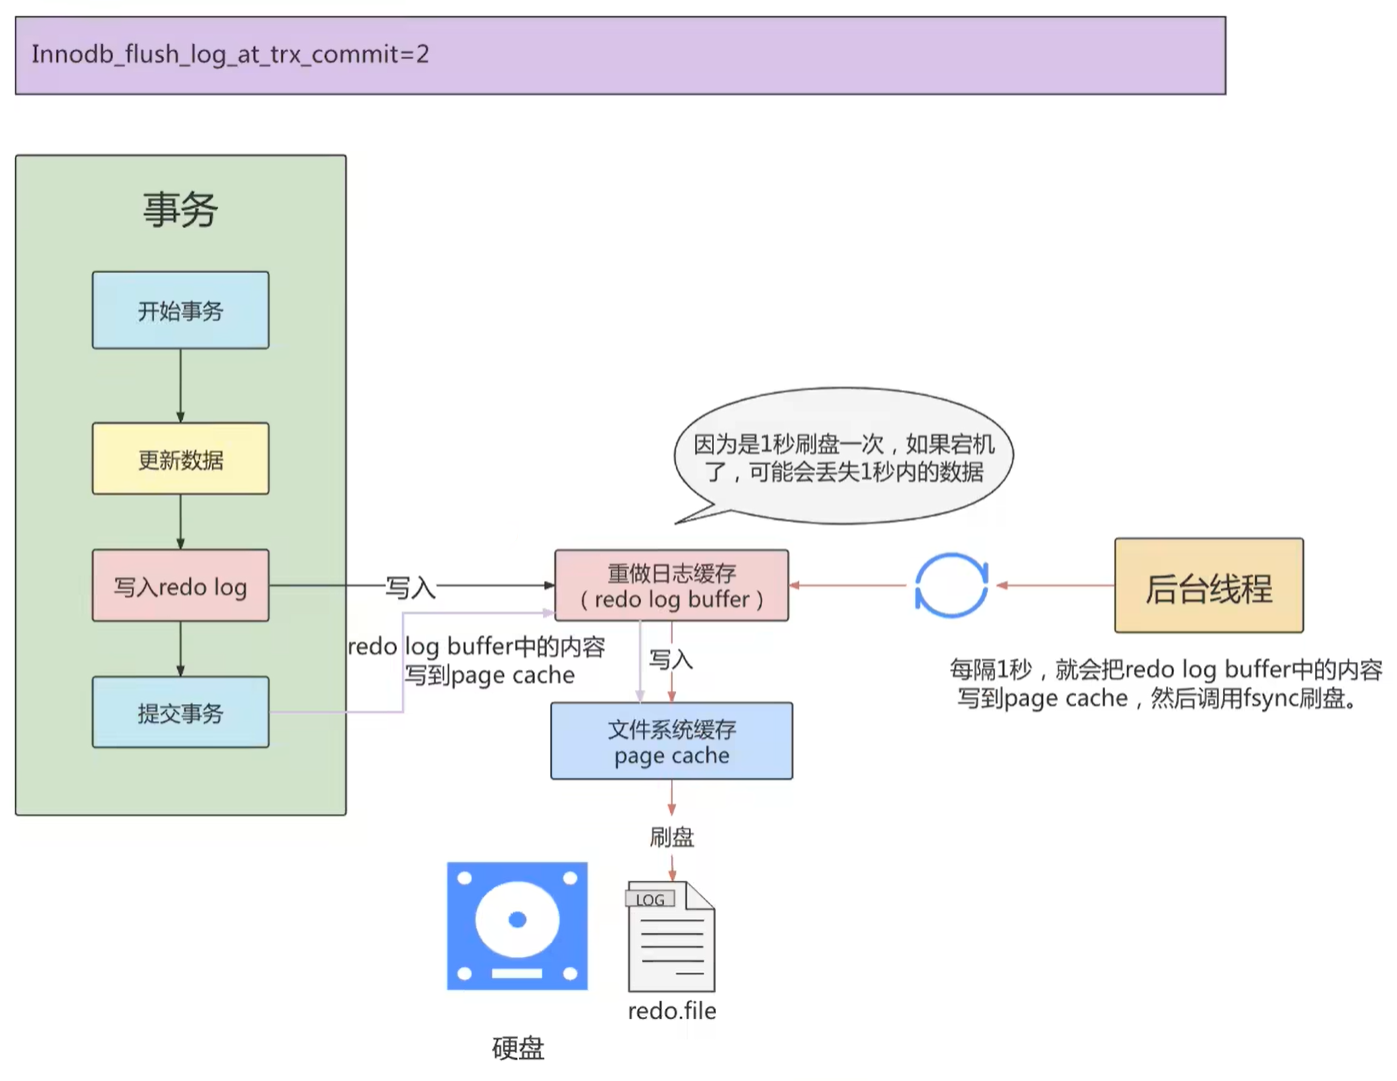 Innodb_flush_log_at_trx_commit=2
事务
开始事务
更新数据
写入redo log
提交事务
写入
redo log buffer中的内容
写到page cache
因为是1秒刷盘一次，如果宕机
了，可能会丢失1秒内的数据
重做日志缓存
（redo log buffer）
写入
文件系统缓存
page cache
刷盘
LOG
redo.file
硬盘
后台线程
每隔1秒，就会把redo log buffer中的内容
写到page cache，然后调用fsync刷盘。